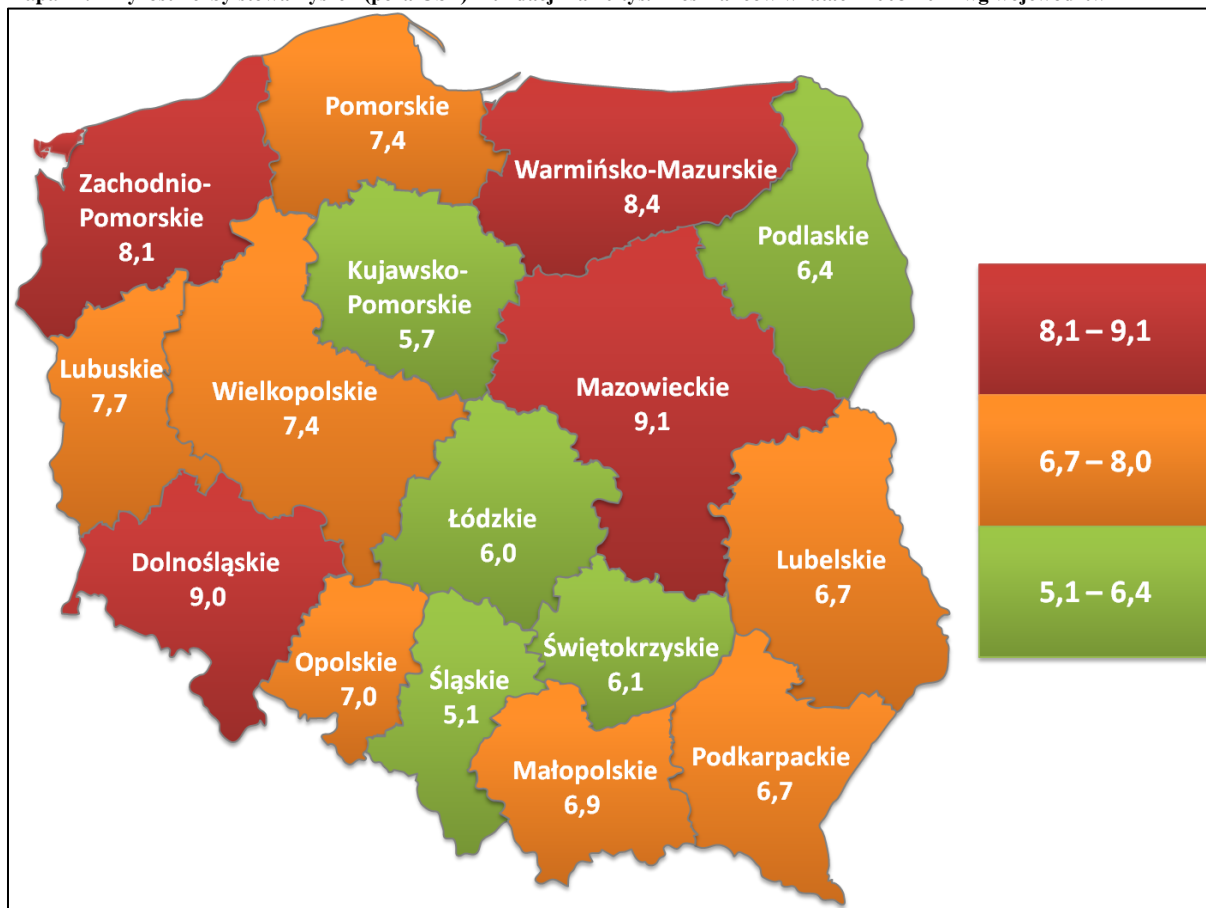 Pomorskie
7,4
Warmińsko-Mazurskie
8,4
Zachodnio-
Pomorskie
8,1
Podlaskie
6,4
Kujawsko-
Pomorskie
5,7
Lubuskie
7,7
Wielkopolskie
7,4
Mazowieckie
9,1
Łódzkie
6,0
Dolnośląskie
9,0
Lubelskie
6,7
Opolskie
7,0
Śląskie
5,1
Świętokrzyskie
6,1
Małopolskie
6,9
Podkarpackie
6,7
8,1 – 9,1
6,7 – 8,0
5,1 – 6,4